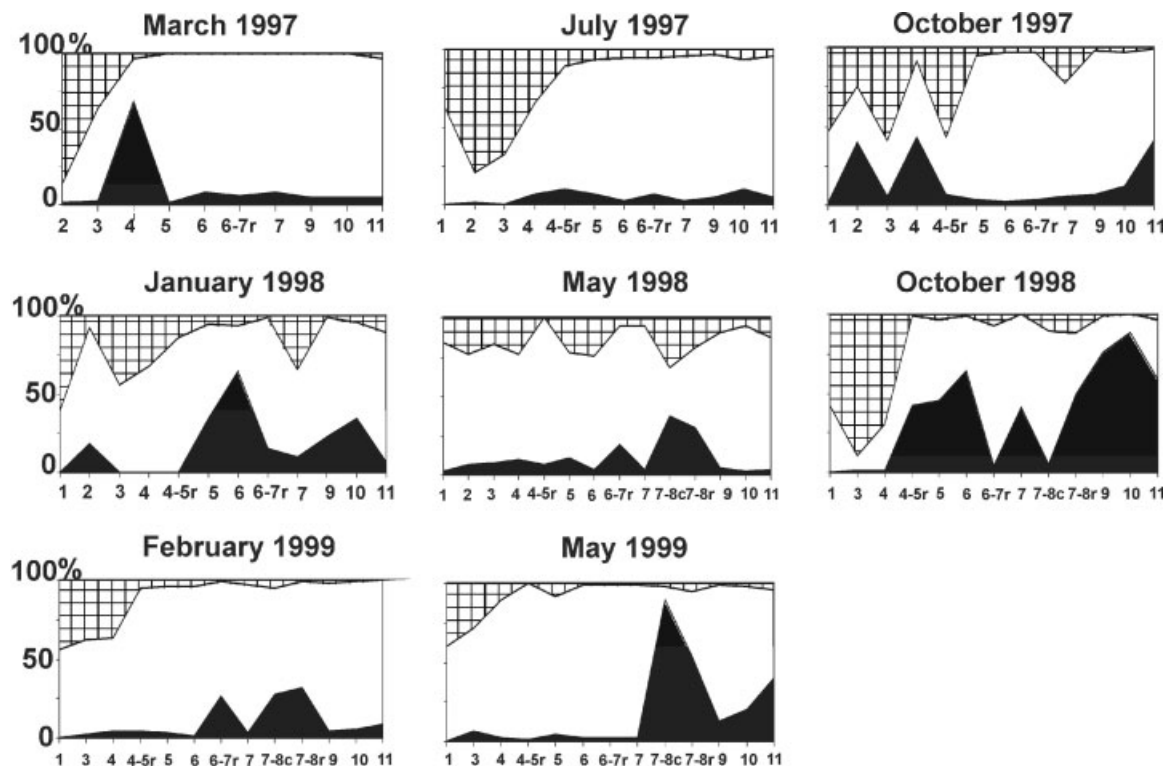 March 1997
100%
50
0
2 3 4 5 6 6-7r 7 9 10 11
July 1997
1 2 3 4 4-5r 5 6 6-7r 7 9 10 11
October 1997
1 2 3 4 4-5r 5 6 6-7r 7 9 10 11
January 1998
100%
50
0
1 2 3 4 4-5r 5 6 6-7r 7 9 10 11
May 1998
1 2 3 4 4-5r 5 6 6-7r 7 7-8c 7-8r 9 10 11
October 1998
1 3 4 4-5r 5 6 6-7r 7 7-8c 7-8r 9 10 11
February 1999
100%
50
0
1 3 4 4-5r 5 6 6-7r 7 7-8c 7-8r 9 10 11
May 1999
1 3 4 4-5r 5 6 6-7r 7 7-8c 7-8r 9 10 11